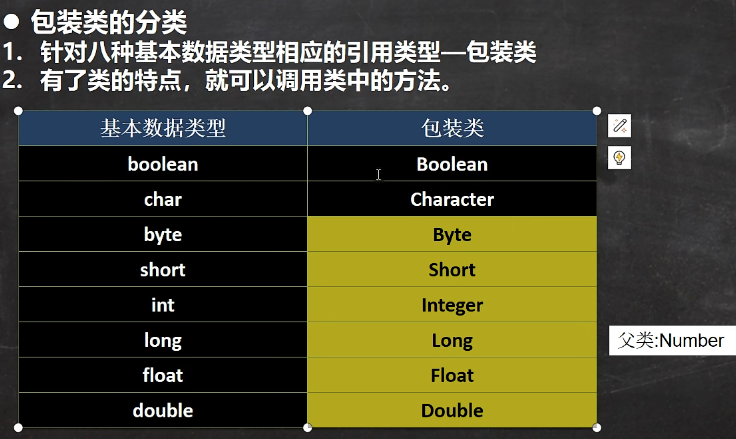 ● 包装类的分类
1. 针对八种基本数据类型相应的引用类型—包装类
2. 有了类的特点，就可以调用类中的方法。
基本数据类型 包装类
boolean Boolean
char Character
byte Byte
short Short
int Integer
long Long
父类:Number
float Float
double Double